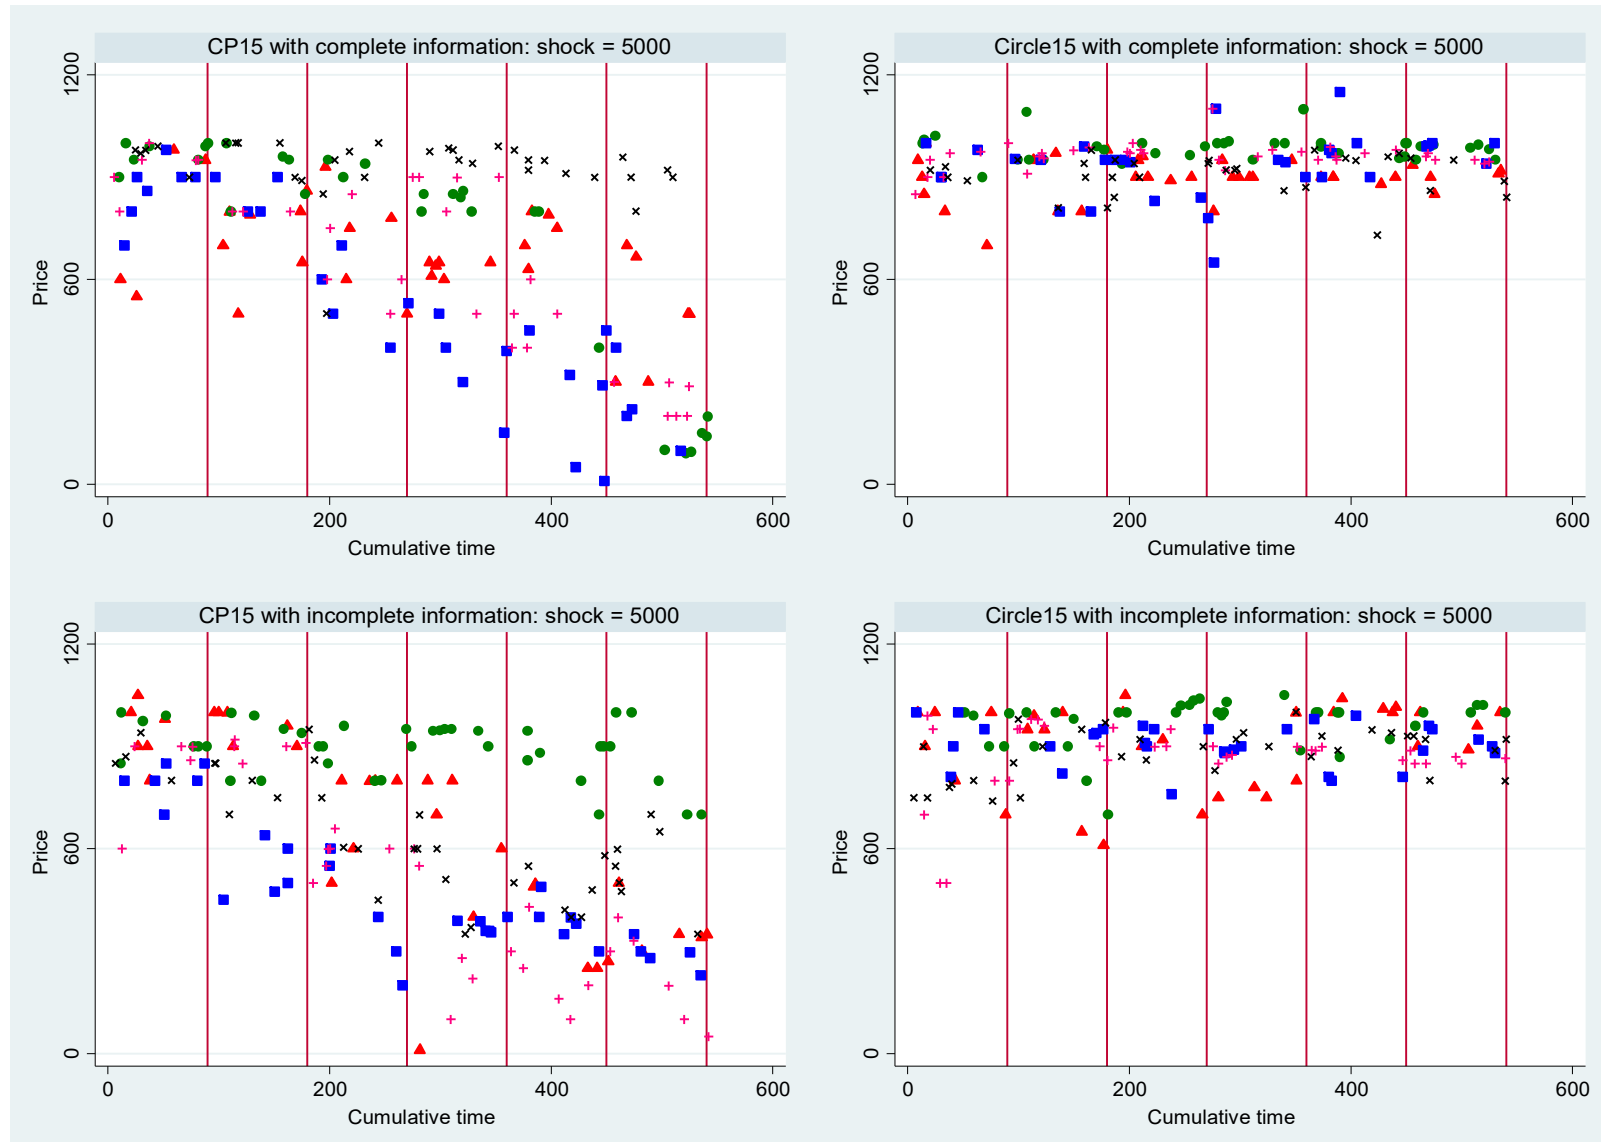 CP15 with complete information: shock = 5000
1200
600
0
Price
0 200 400 600
Cumulative time
Circle15 with complete information: shock = 5000
1200
600
0
Price
0 200 400 600
Cumulative time
CP15 with incomplete information: shock = 5000
1200
600
0
Price
0 200 400 600
Cumulative time
Circle15 with incomplete information: shock = 5000
1200
600
0
Price
0 200 400 600
Cumulative time